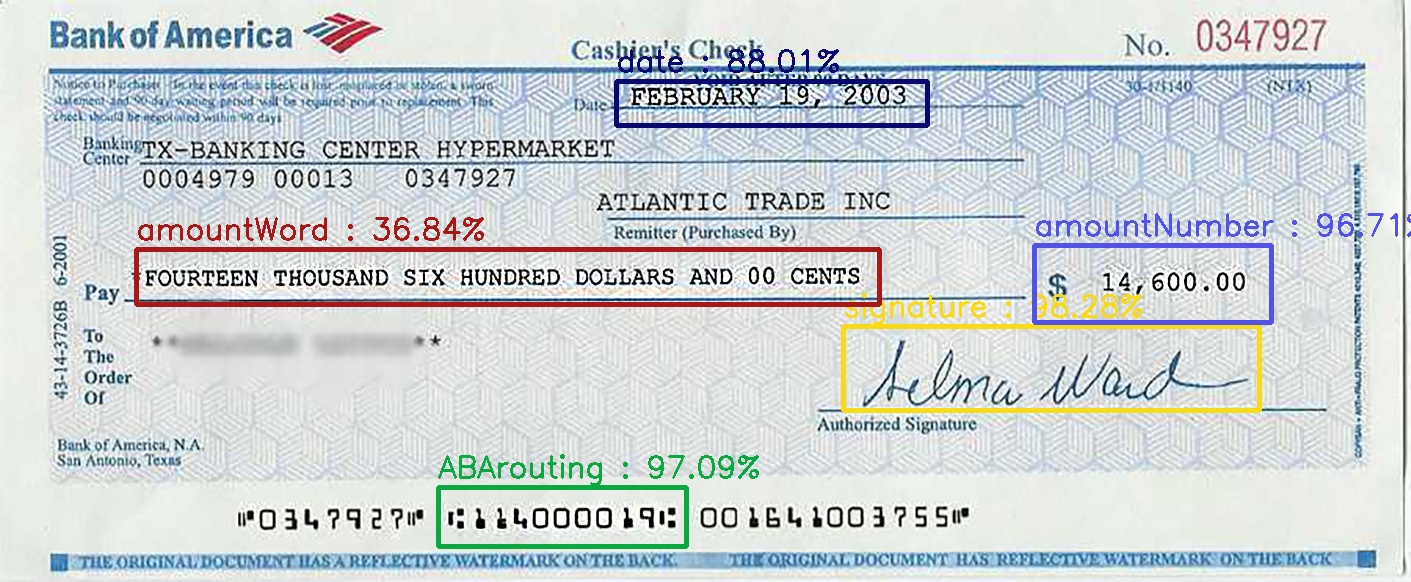 Bank of America
Cashier's Check
No. 0347927
date : 88.01%
Notice to Purchaser - In the event this check is lost, misplaced or stolen, a sworn
statement and 90-day waiting period will be required prior to replacement. This
check should be negotiated within 90 days
30-1/1140
(NTX)
Date FEBRUARY 19, 2003
Banking Center TX-BANKING CENTER HYPERMARKET
0004979 00013 0347927
ATLANTIC TRADE INC
Remitter (Purchased By)
amountWord : 36.84%
amountNumber : 96.71%
Pay *FOURTEEN THOUSAND SIX HUNDRED DOLLARS AND 00 CENTS
$ 14,600.00
signature : 98.28%
To
The
Order
Of
** **
Selma Ward
Authorized Signature
43-14-3726B 6-2001
Bank of America, N.A.
San Antonio, Texas
ABArouting : 97.09%
⑈0347927⑈ ⑆114000019⑆ 001641003755⑈
THE ORIGINAL DOCUMENT HAS A REFLECTIVE WATERMARK ON THE BACK.
THE ORIGINAL DOCUMENT HAS REFLECTIVE WATERMARK ON THE BACK